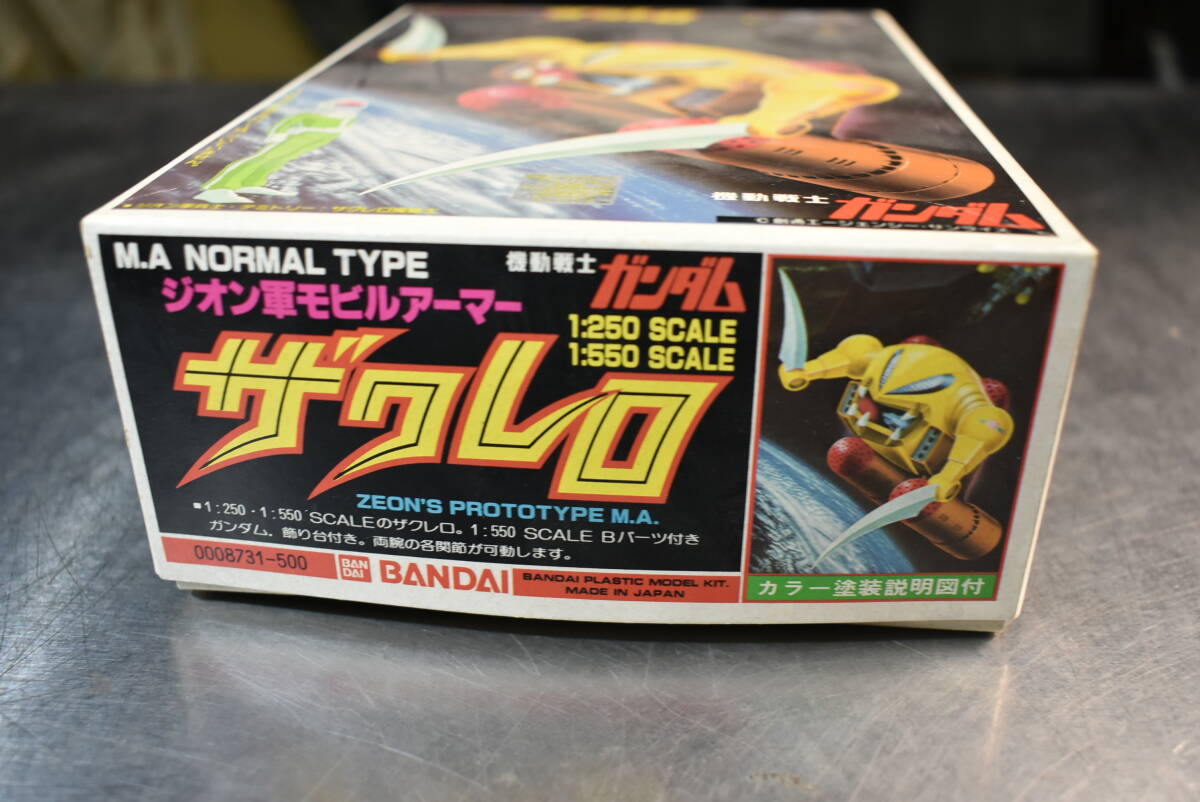 機動戦士 ガンダム
M.A NORMAL TYPE
機動戦士 ガンダム
ジオン軍モビルアーマー
1:250 SCALE
1:550 SCALE
ザクレロ
ZEON'S PROTOTYPE M.A.
■1:250・1:550 SCALEのザクレロ。1:550 SCALE Bパーツ付き
ガンダム。飾り台付き。両腕の各関節が可動します。
0008731-500
BAN
DAI
BANDAI
BANDAI PLASTIC MODEL KIT.
MADE IN JAPAN
カラー塗装説明図付